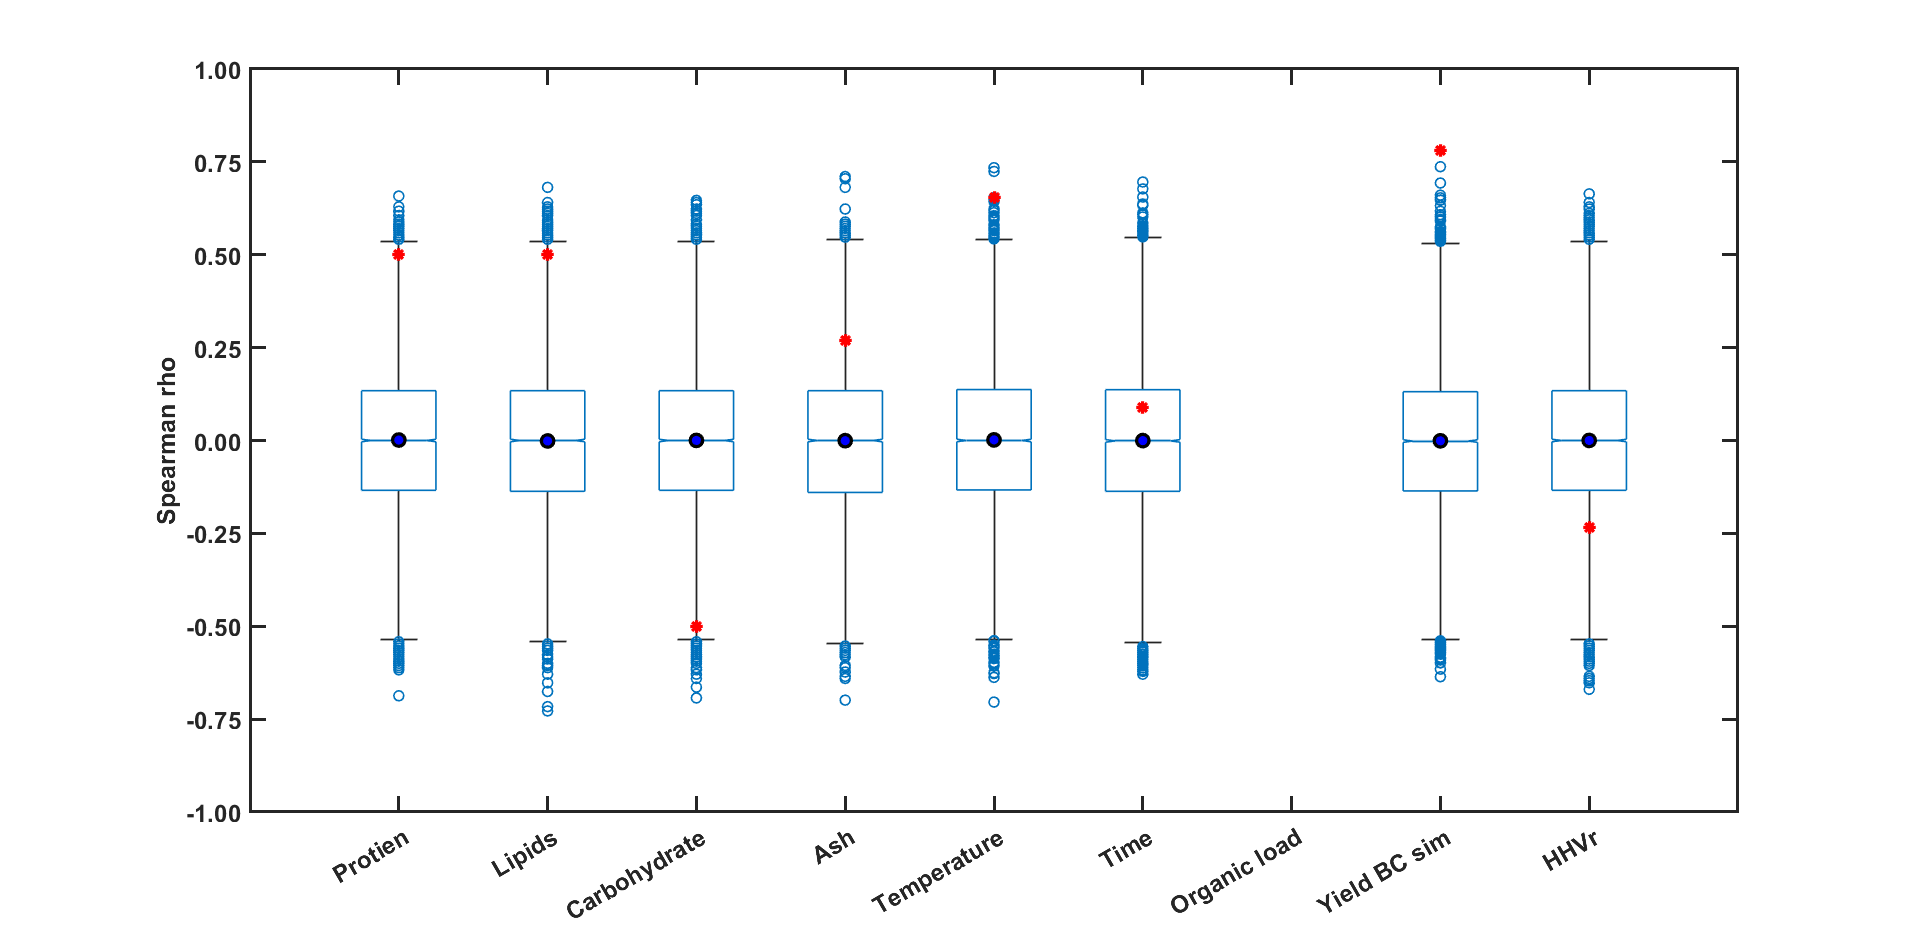 1.00
0.75
0.50
0.25
0.00
-0.25
-0.50
-0.75
-1.00
Spearman rho
Protien
Lipids
Carbohydrate
Ash
Temperature
Time
Organic load
Yield BC sim
HHVr